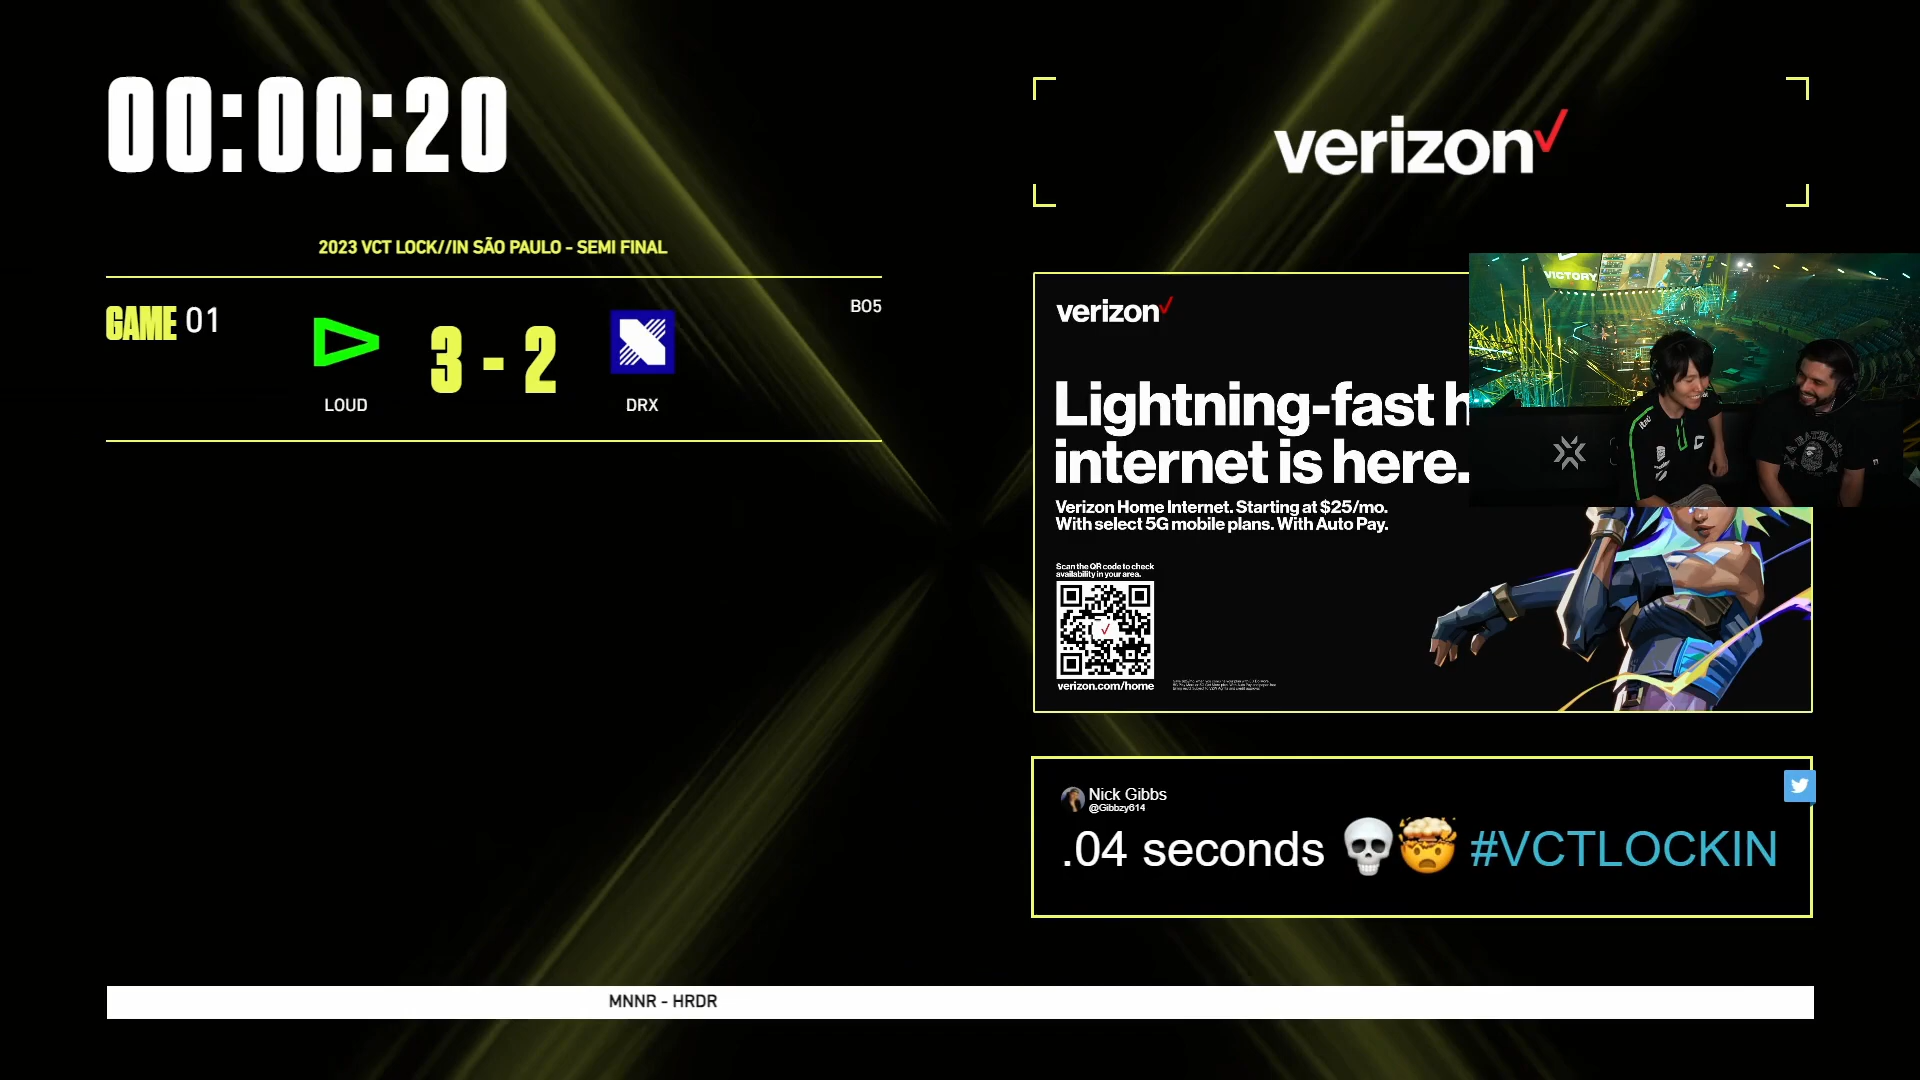 00:00:20
2023 VCT LOCK//IN SÃO PAULO - SEMI FINAL
GAME 01
BO5
3 - 2
LOUD
DRX
verizon
VICTORY
verizon
Lightning-fast h
internet is here.
Verizon Home Internet. Starting at $25/mo.
With select 5G mobile plans. With Auto Pay.
Scan the QR code to check
availability in your area.
verizon.com/home
Nick Gibbs
@Gibbzy614
.04 seconds 💀🤯 #VCTLOCKIN
MNNR - HRDR